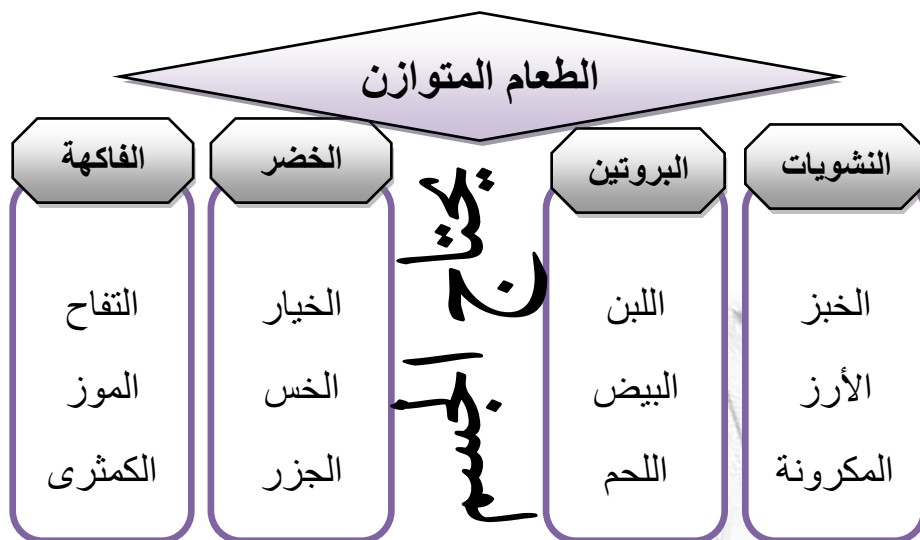 الطعام المتوازن
النشويات
الخبز
الأرز
المكرونة
البروتين
اللبن
البيض
اللحم
يحتاج الجسم
الخضر
الخيار
الخس
الجزر
الفاكهة
التفاح
الموز
الكمثرى